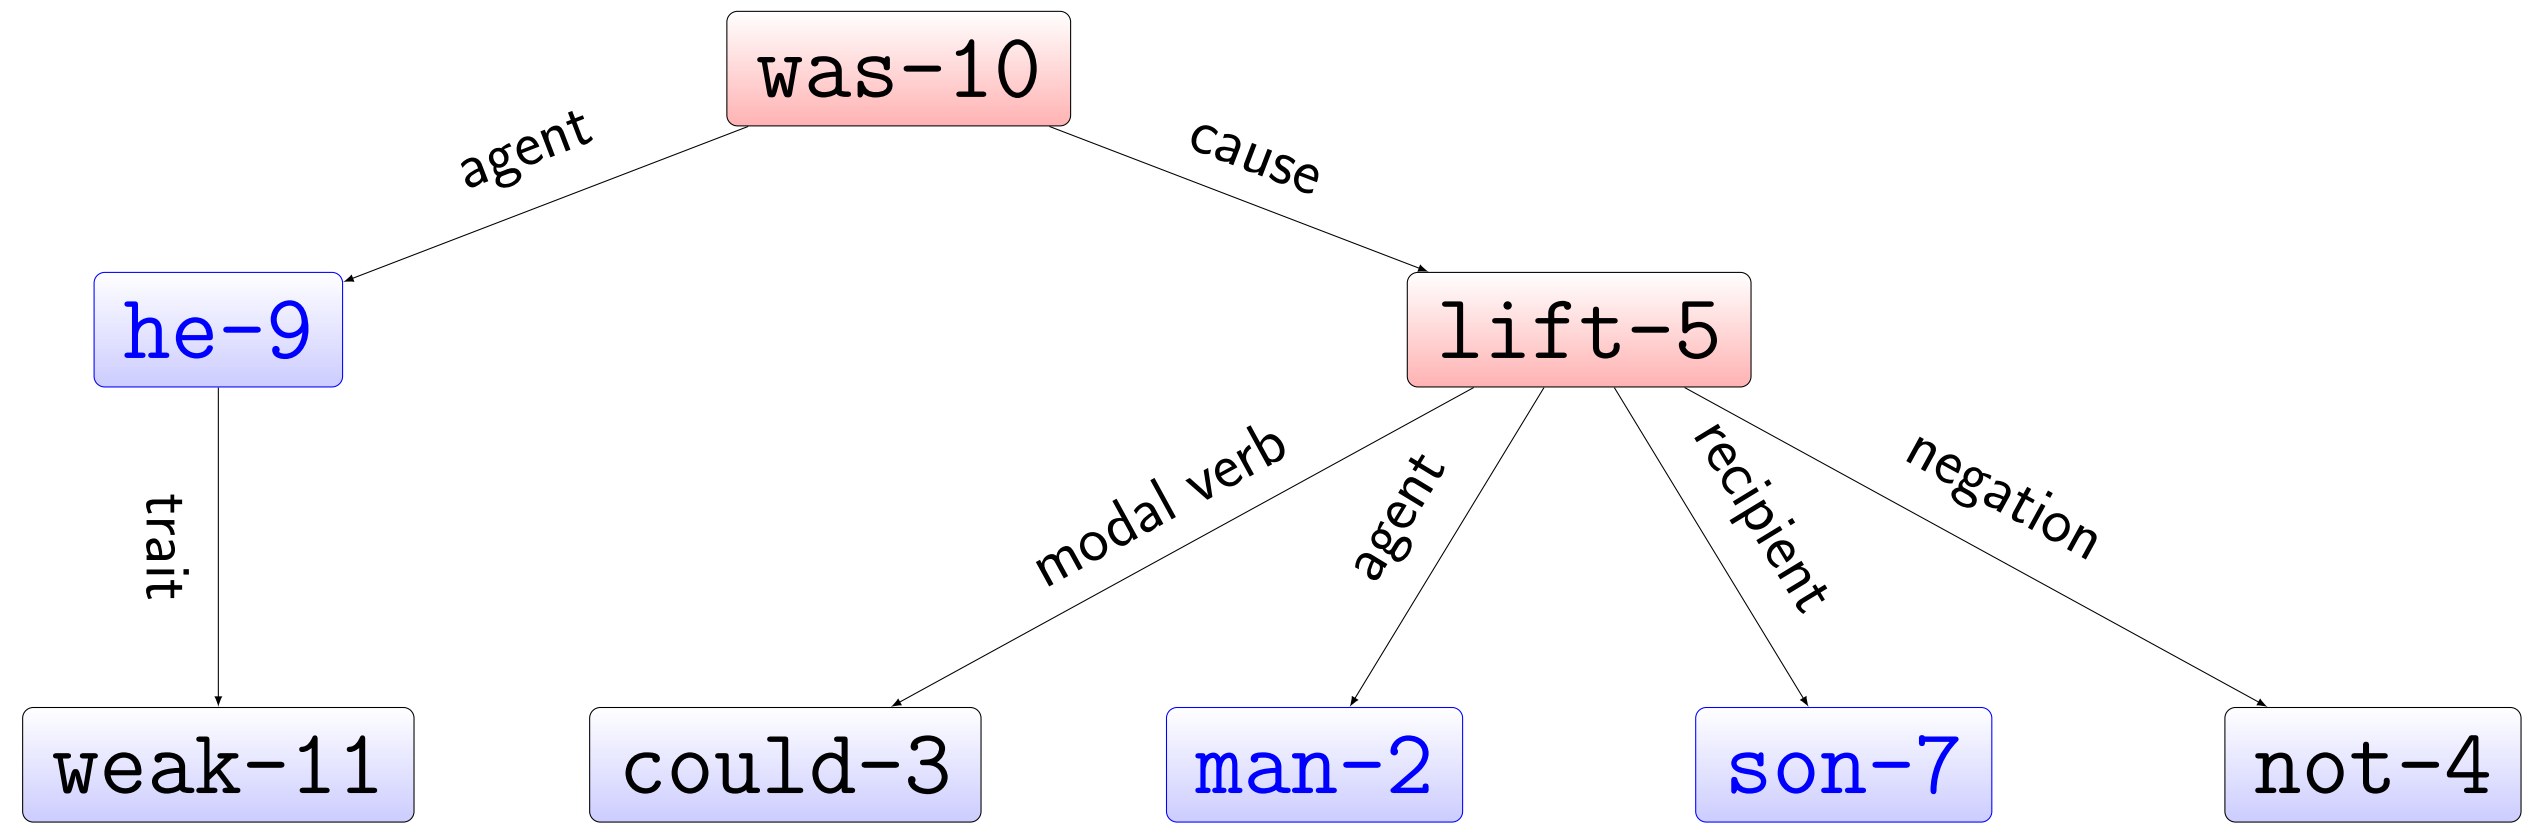 was-10
agent
cause
he-9
lift-5
trait
modal verb
agent
recipient
negation
weak-11
could-3
man-2
son-7
not-4